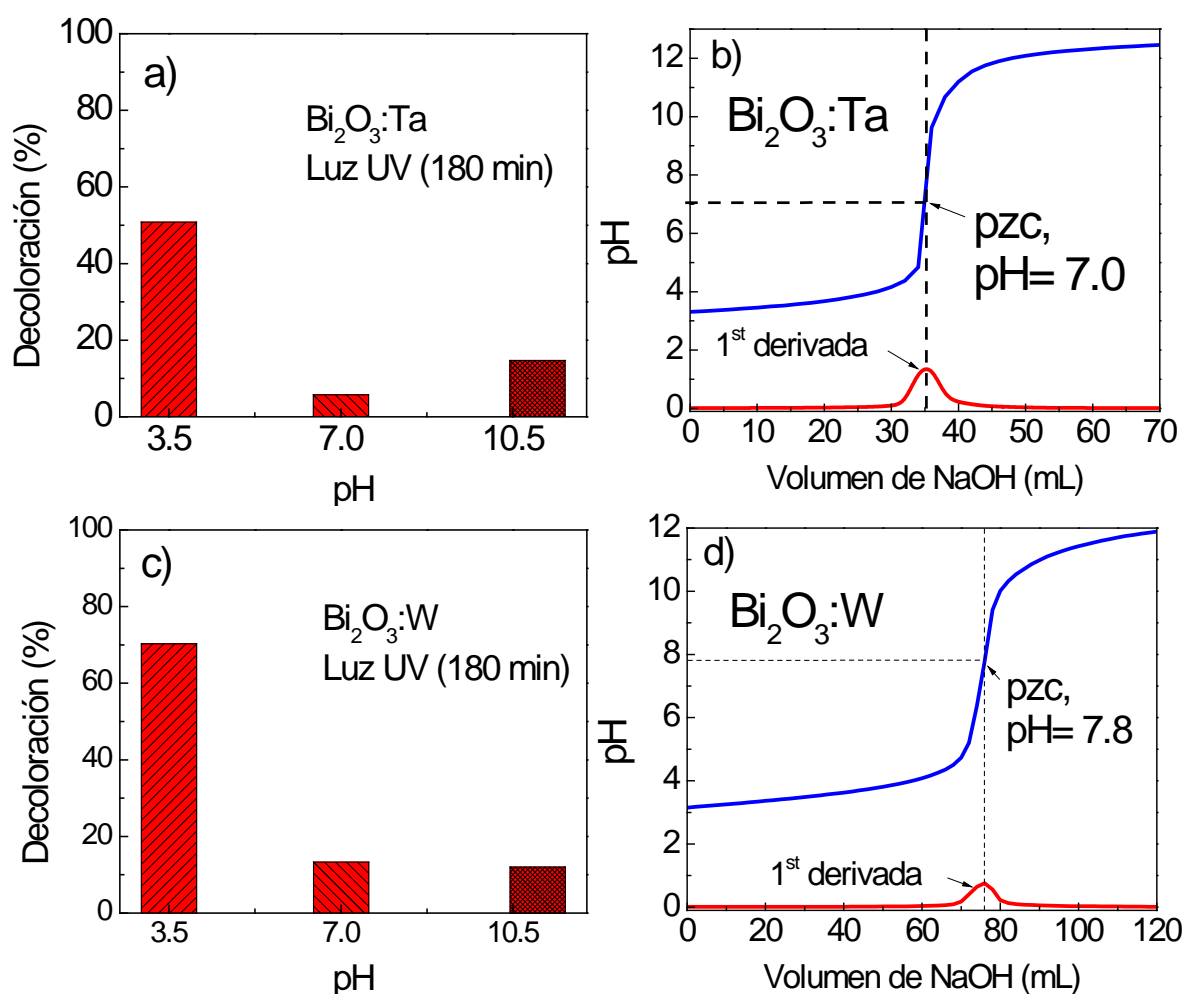 a)
Bi₂O₃:Ta
Luz UV (180 min)
Decoloración (%)
100
80
60
40
20
0
3.5 7.0 10.5
pH
b)
Bi₂O₃:Ta
pzc,
pH= 7.0
1st derivada
pH
12
10
8
6
4
2
0
0 10 20 30 40 50 60 70
Volumen de NaOH (mL)
c)
Bi₂O₃:W
Luz UV (180 min)
Decoloración (%)
100
80
60
40
20
0
3.5 7.0 10.5
pH
d)
Bi₂O₃:W
pzc,
pH= 7.8
1st derivada
pH
12
10
8
6
4
2
0
0 20 40 60 80 100 120
Volumen de NaOH (mL)